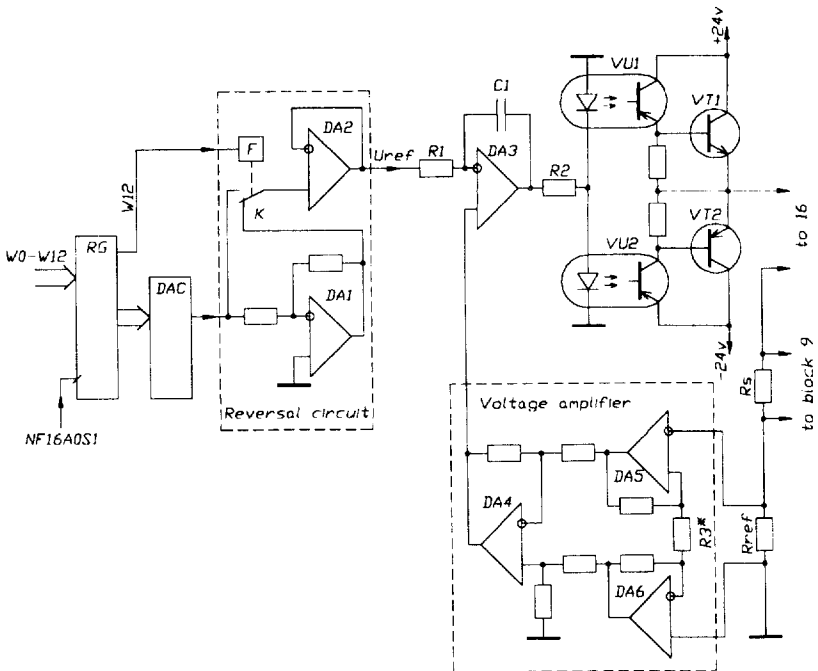 +24v
VU1
VT1
C1
DA2
F
Uref
R1
DA3
R2
W12
K
VT2
to 16
W0-W12
RG
VU2
DAC
DA1
-24v
Rs
to block 9
Reversal circuit
Voltage amplifier
NF16A0S1
DA5
DA4
R3*
Rref
DA6